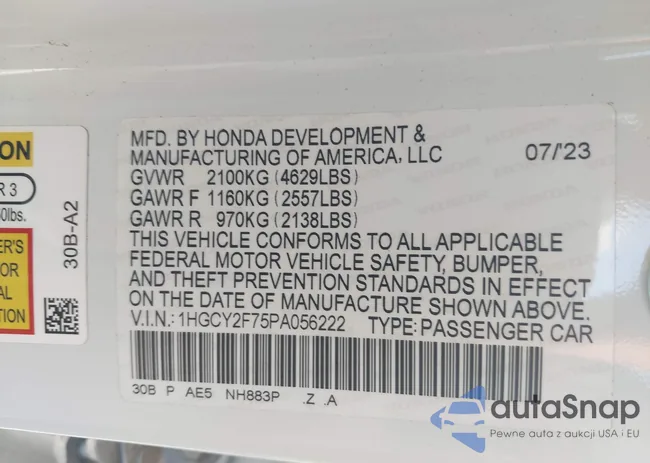 MFD. BY HONDA DEVELOPMENT &
MANUFACTURING OF AMERICA, LLC 07/'23
GVWR 2100KG (4629LBS)
GAWR F 1160KG (2557LBS)
GAWR R 970KG (2138LBS)
THIS VEHICLE CONFORMS TO ALL APPLICABLE
FEDERAL MOTOR VEHICLE SAFETY, BUMPER,
AND THEFT PREVENTION STANDARDS IN EFFECT
ON THE DATE OF MANUFACTURE SHOWN ABOVE.
V.I.N.: 1HGCY2F75PA056222 TYPE: PASSENGER CAR
30B P AE5 NH883P .Z .A
ON
R 3
0lbs.
ER'S
OR
AL
TION
30B-A2
autaSnap
Pewne auta z aukcji USA i EU